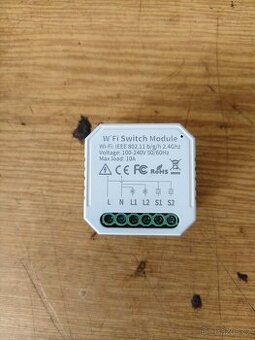 WiFi Switch Module
Wi-Fi: IEEE 802.11 b/g/h 2.4Ghz
Voltage: 100-240V 50/60Hz
Max load: 10A
CE FC RoHS
L N L1 L2 S1 S2